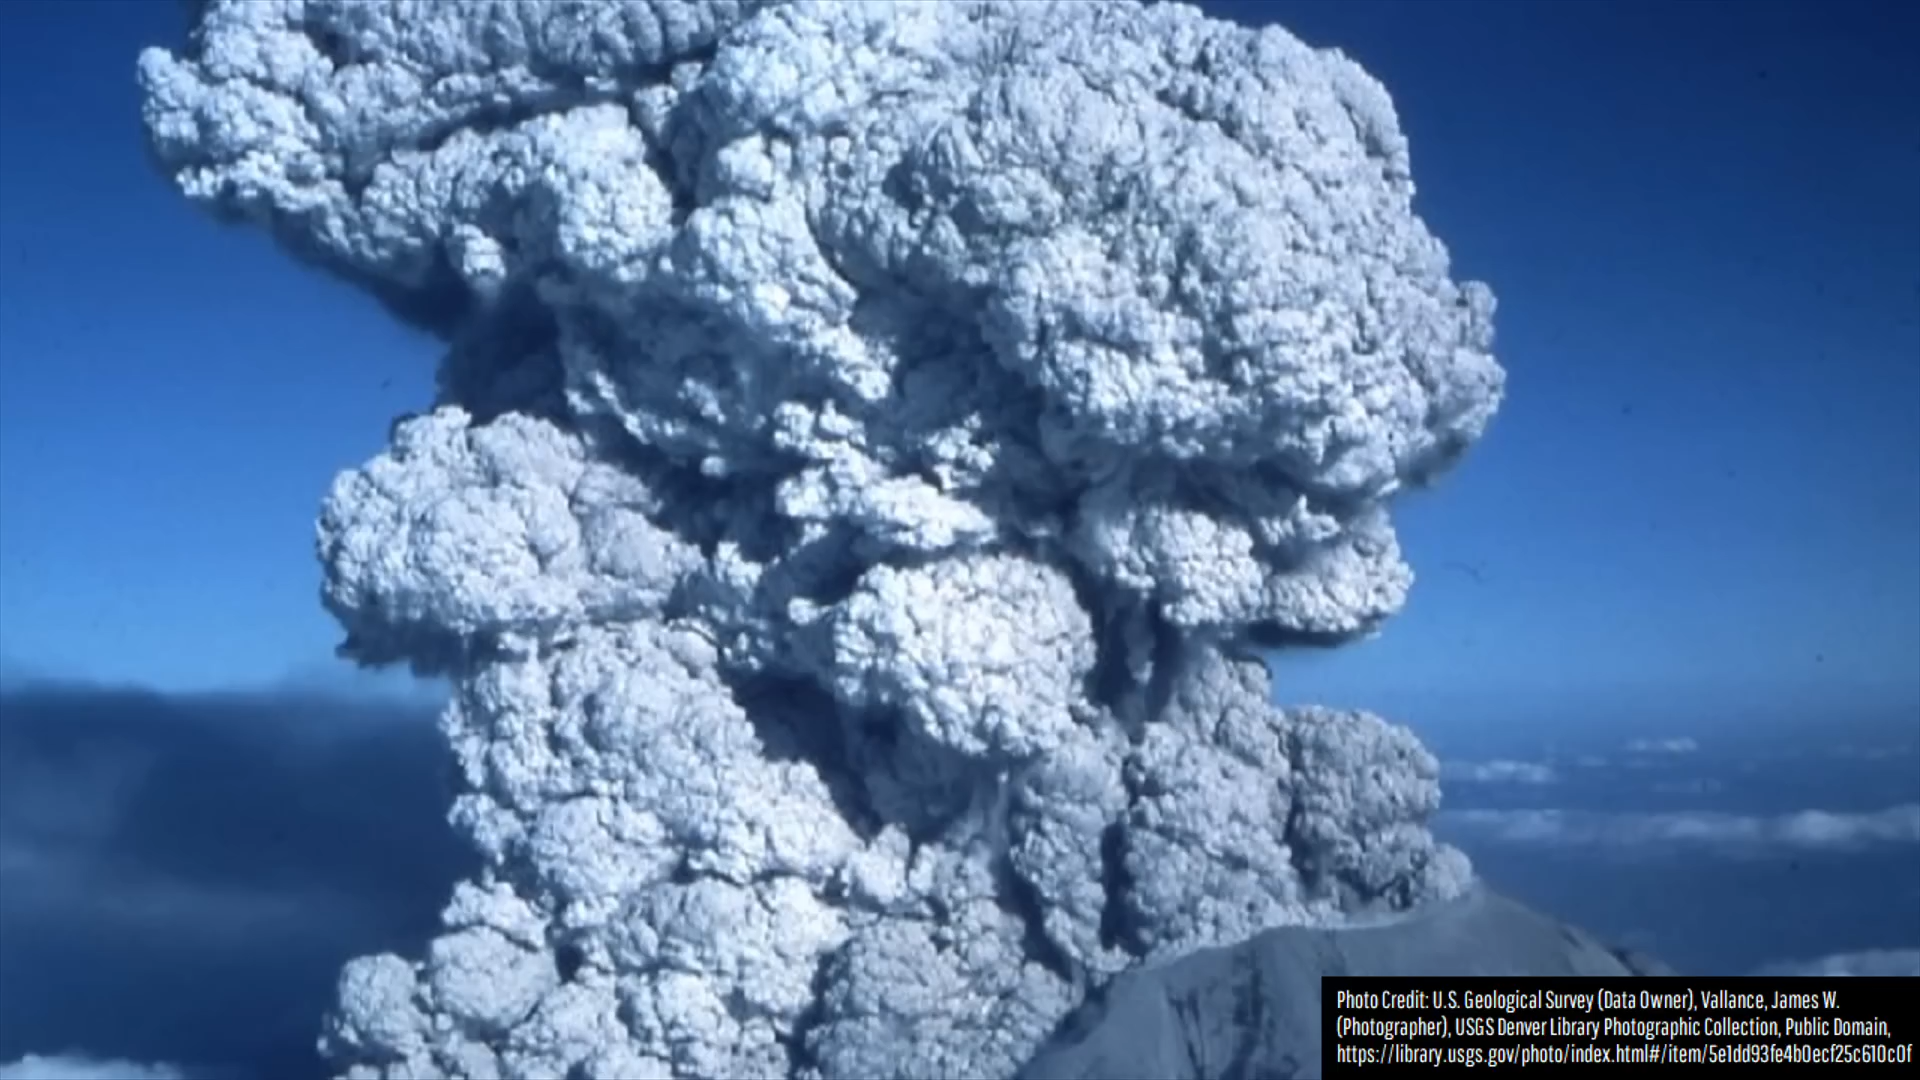 Photo Credit: U.S. Geological Survey (Data Owner), Vallance, James W.
(Photographer), USGS Denver Library Photographic Collection, Public Domain,
https://library.usgs.gov/photo/index.html#/item/5e1dd93fe4b0ecf25c610c0f